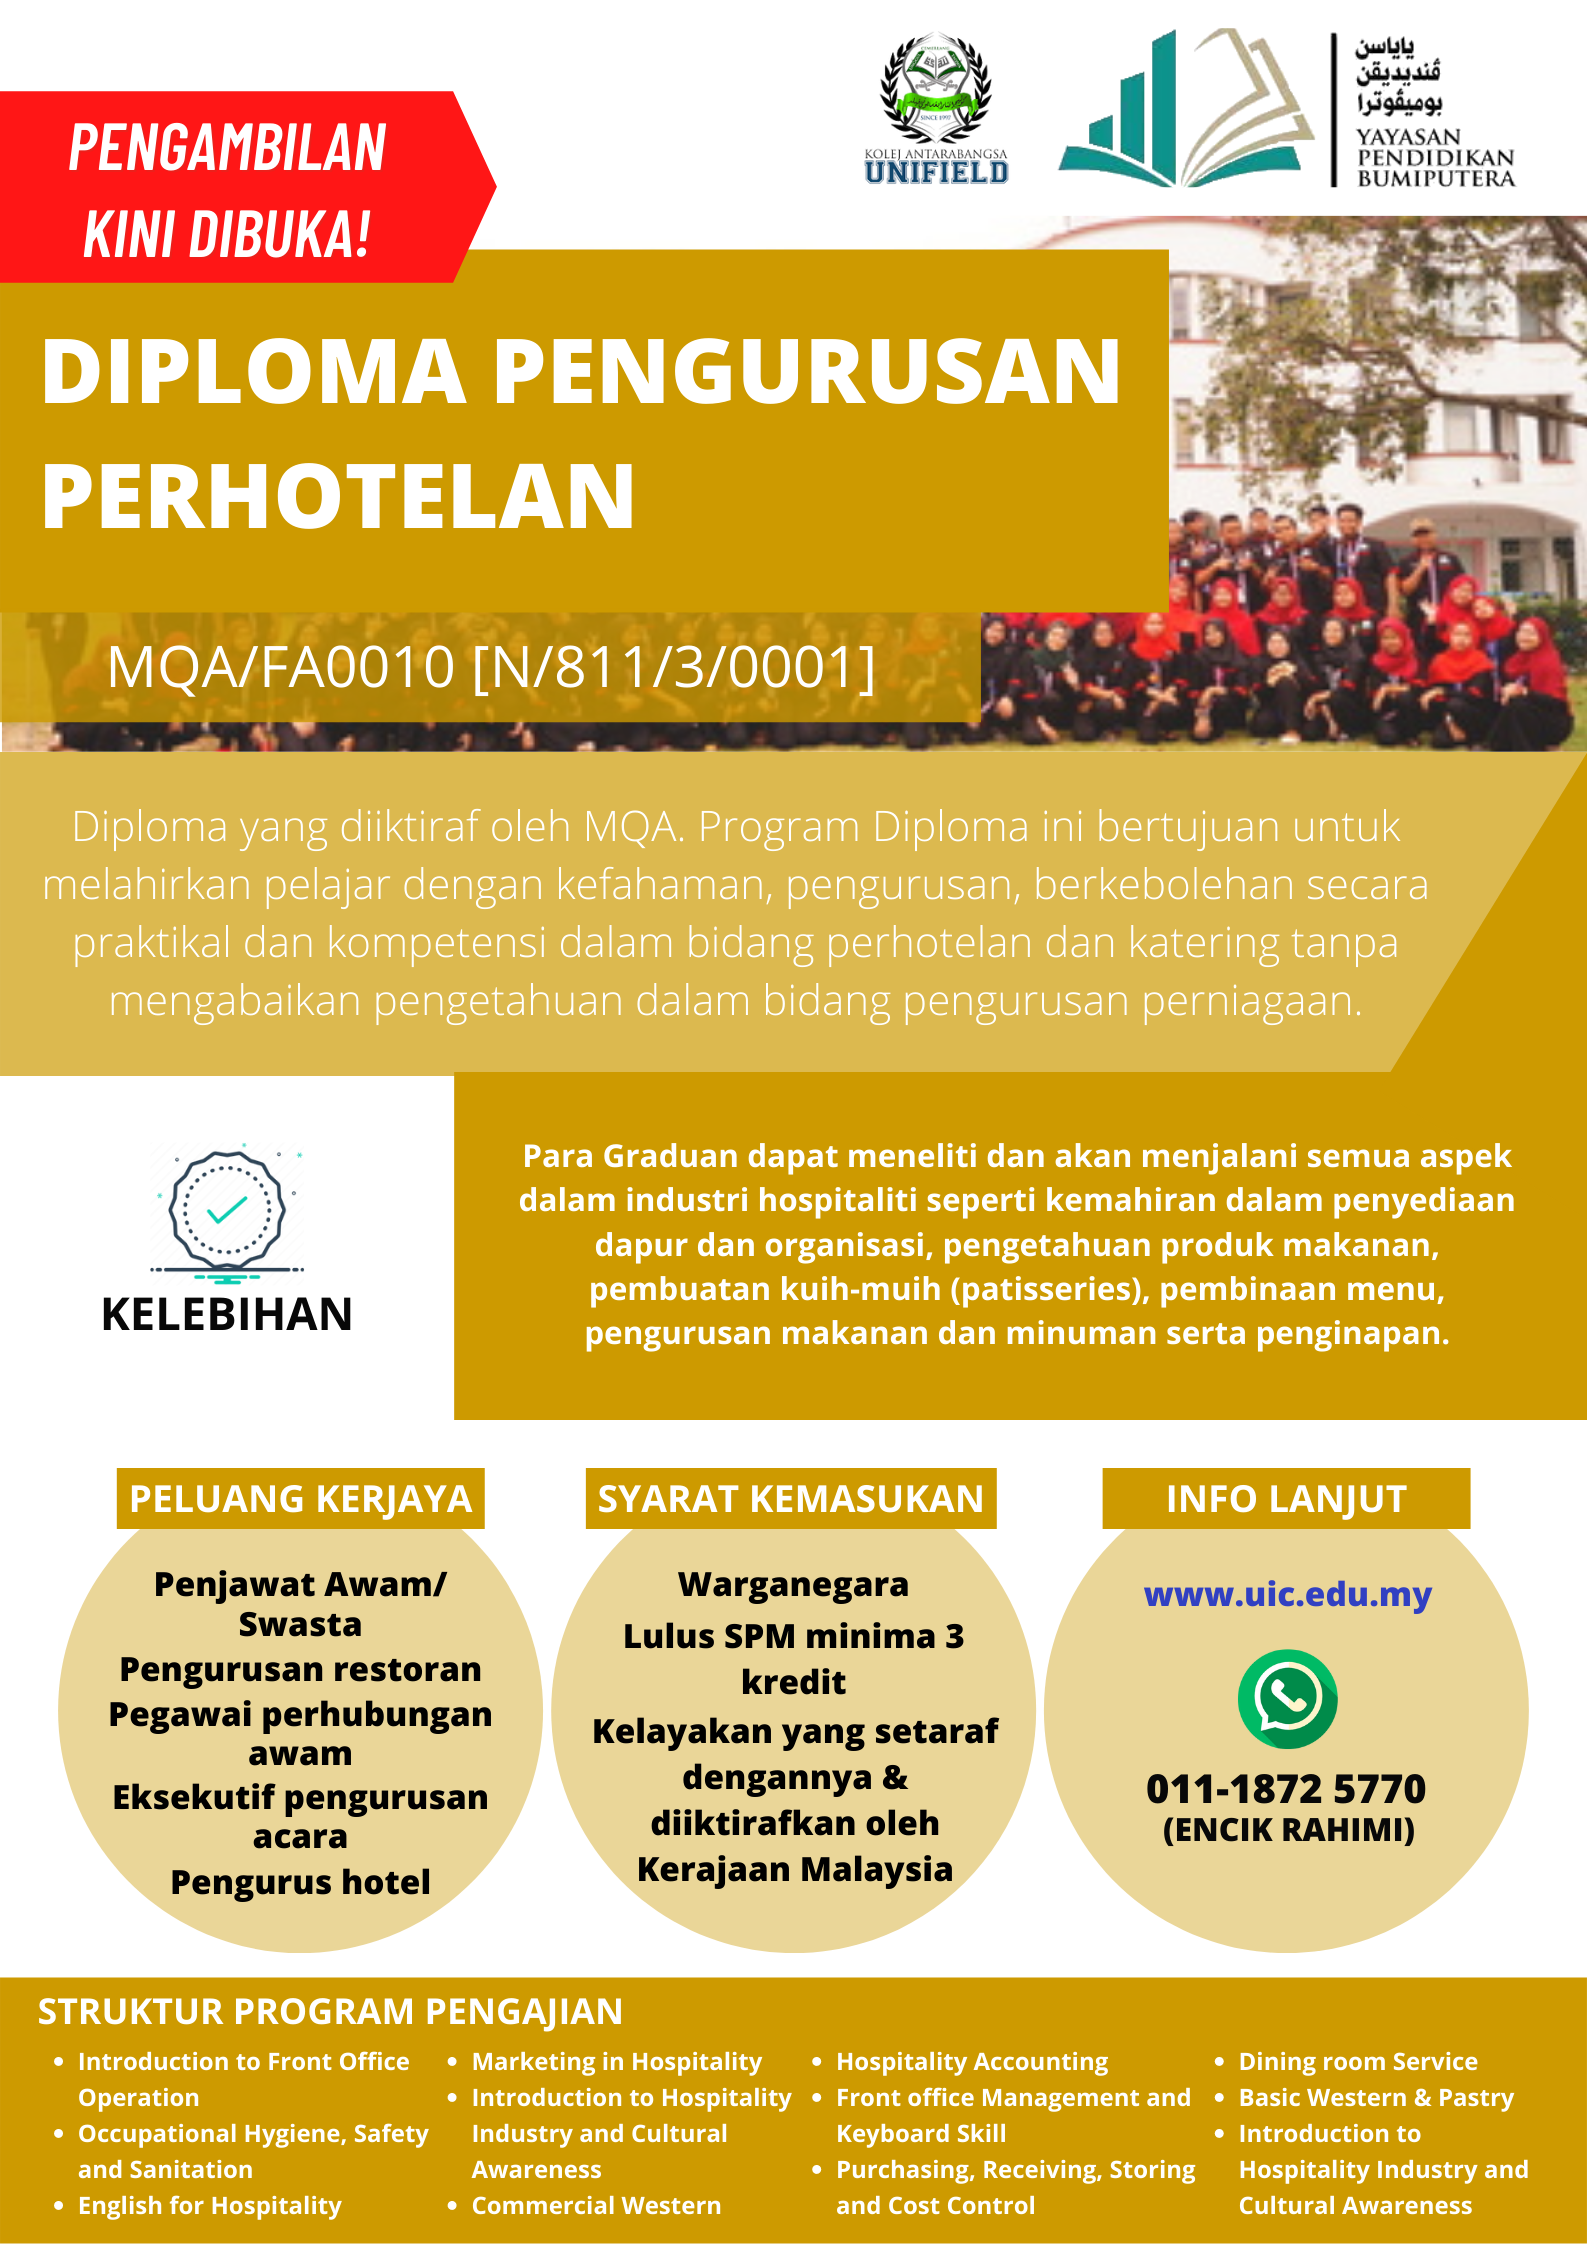 SINCE 1997
KOLEJ ANTARABANGSA
UNIFIELD
ياياسن
ڤنديديقن
بوميڤوترا
YAYASAN
PENDIDIKAN
BUMIPUTERA
PENGAMBILAN
KINI DIBUKA!
DIPLOMA PENGURUSAN
PERHOTELAN
MQA/FA0010 [N/811/3/0001]
Diploma yang diiktiraf oleh MQA. Program Diploma ini bertujuan untuk
melahirkan pelajar dengan kefahaman, pengurusan, berkebolehan secara
praktikal dan kompetensi dalam bidang perhotelan dan katering tanpa
mengabaikan pengetahuan dalam bidang pengurusan perniagaan.
KELEBIHAN
Para Graduan dapat meneliti dan akan menjalani semua aspek
dalam industri hospitaliti seperti kemahiran dalam penyediaan
dapur dan organisasi, pengetahuan produk makanan,
pembuatan kuih-muih (patisseries), pembinaan menu,
pengurusan makanan dan minuman serta penginapan.
PELUANG KERJAYA
Penjawat Awam/
Swasta
Pengurusan restoran
Pegawai perhubungan
awam
Eksekutif pengurusan
acara
Pengurus hotel
SYARAT KEMASUKAN
Warganegara
Lulus SPM minima 3
kredit
Kelayakan yang setaraf
dengannya &
diiktirafkan oleh
Kerajaan Malaysia
INFO LANJUT
www.uic.edu.my
011-1872 5770
(ENCIK RAHIMI)
STRUKTUR PROGRAM PENGAJIAN
• Introduction to Front Office
Operation
• Occupational Hygiene, Safety
and Sanitation
• English for Hospitality
• Marketing in Hospitality
• Introduction to Hospitality
Industry and Cultural
Awareness
• Commercial Western
• Hospitality Accounting
• Front office Management and
Keyboard Skill
• Purchasing, Receiving, Storing
and Cost Control
• Dining room Service
• Basic Western & Pastry
• Introduction to
Hospitality Industry and
Cultural Awareness